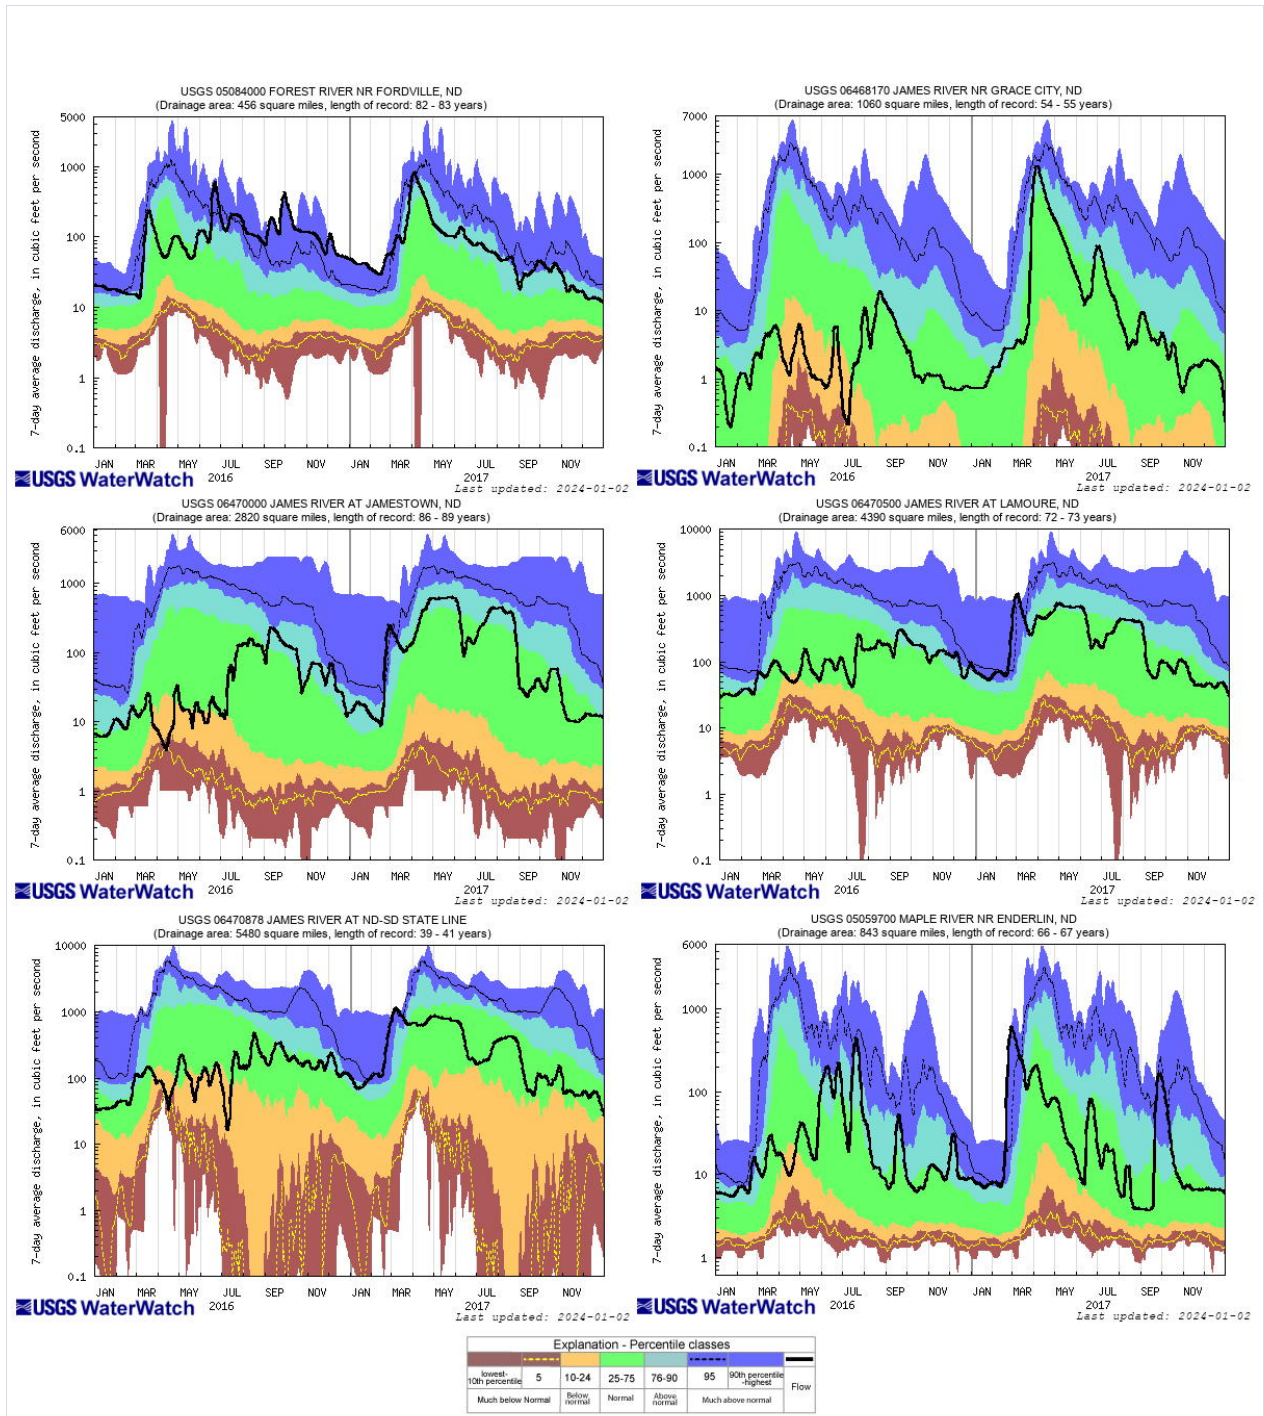 USGS 05084000 FOREST RIVER NR FORDVILLE, ND
(Drainage area: 456 square miles, length of record: 82 - 83 years)
7-day average discharge, in cubic feet per second
5000
1000
100
10
1
0.1
JAN MAR MAY JUL SEP NOV JAN MAR MAY JUL SEP NOV
2016 2017
USGS WaterWatch
Last updated: 2024-01-02
USGS 06468170 JAMES RIVER NR GRACE CITY, ND
(Drainage area: 1060 square miles, length of record: 54 - 55 years)
7-day average discharge, in cubic feet per second
7000
1000
100
10
1
0.1
JAN MAR MAY JUL SEP NOV JAN MAR MAY JUL SEP NOV
2016 2017
USGS WaterWatch
Last updated: 2024-01-02
USGS 06470000 JAMES RIVER AT JAMESTOWN, ND
(Drainage area: 2820 square miles, length of record: 86 - 89 years)
7-day average discharge, in cubic feet per second
6000
1000
100
10
1
0.1
JAN MAR MAY JUL SEP NOV JAN MAR MAY JUL SEP NOV
2016 2017
USGS WaterWatch
Last updated: 2024-01-02
USGS 06470500 JAMES RIVER AT LAMOURE, ND
(Drainage area: 4390 square miles, length of record: 72 - 73 years)
7-day average discharge, in cubic feet per second
10000
1000
100
10
1
0.1
JAN MAR MAY JUL SEP NOV JAN MAR MAY JUL SEP NOV
2016 2017
USGS WaterWatch
Last updated: 2024-01-02
USGS 06470878 JAMES RIVER AT ND-SD STATE LINE
(Drainage area: 5480 square miles, length of record: 39 - 41 years)
7-day average discharge, in cubic feet per second
10000
1000
100
10
1
0.1
JAN MAR MAY JUL SEP NOV JAN MAR MAY JUL SEP NOV
2016 2017
USGS WaterWatch
Last updated: 2024-01-02
USGS 05059700 MAPLE RIVER NR ENDERLIN, ND
(Drainage area: 843 square miles, length of record: 66 - 67 years)
7-day average discharge, in cubic feet per second
6000
1000
100
10
1
JAN MAR MAY JUL SEP NOV JAN MAR MAY JUL SEP NOV
2016 2017
USGS WaterWatch
Last updated: 2024-01-02
Explanation - Percentile classes
lowest-10th percentile 5 10-24 25-75 76-90 95 90th percentile-highest Flow
Much below Normal Below normal Normal Above normal Much above normal